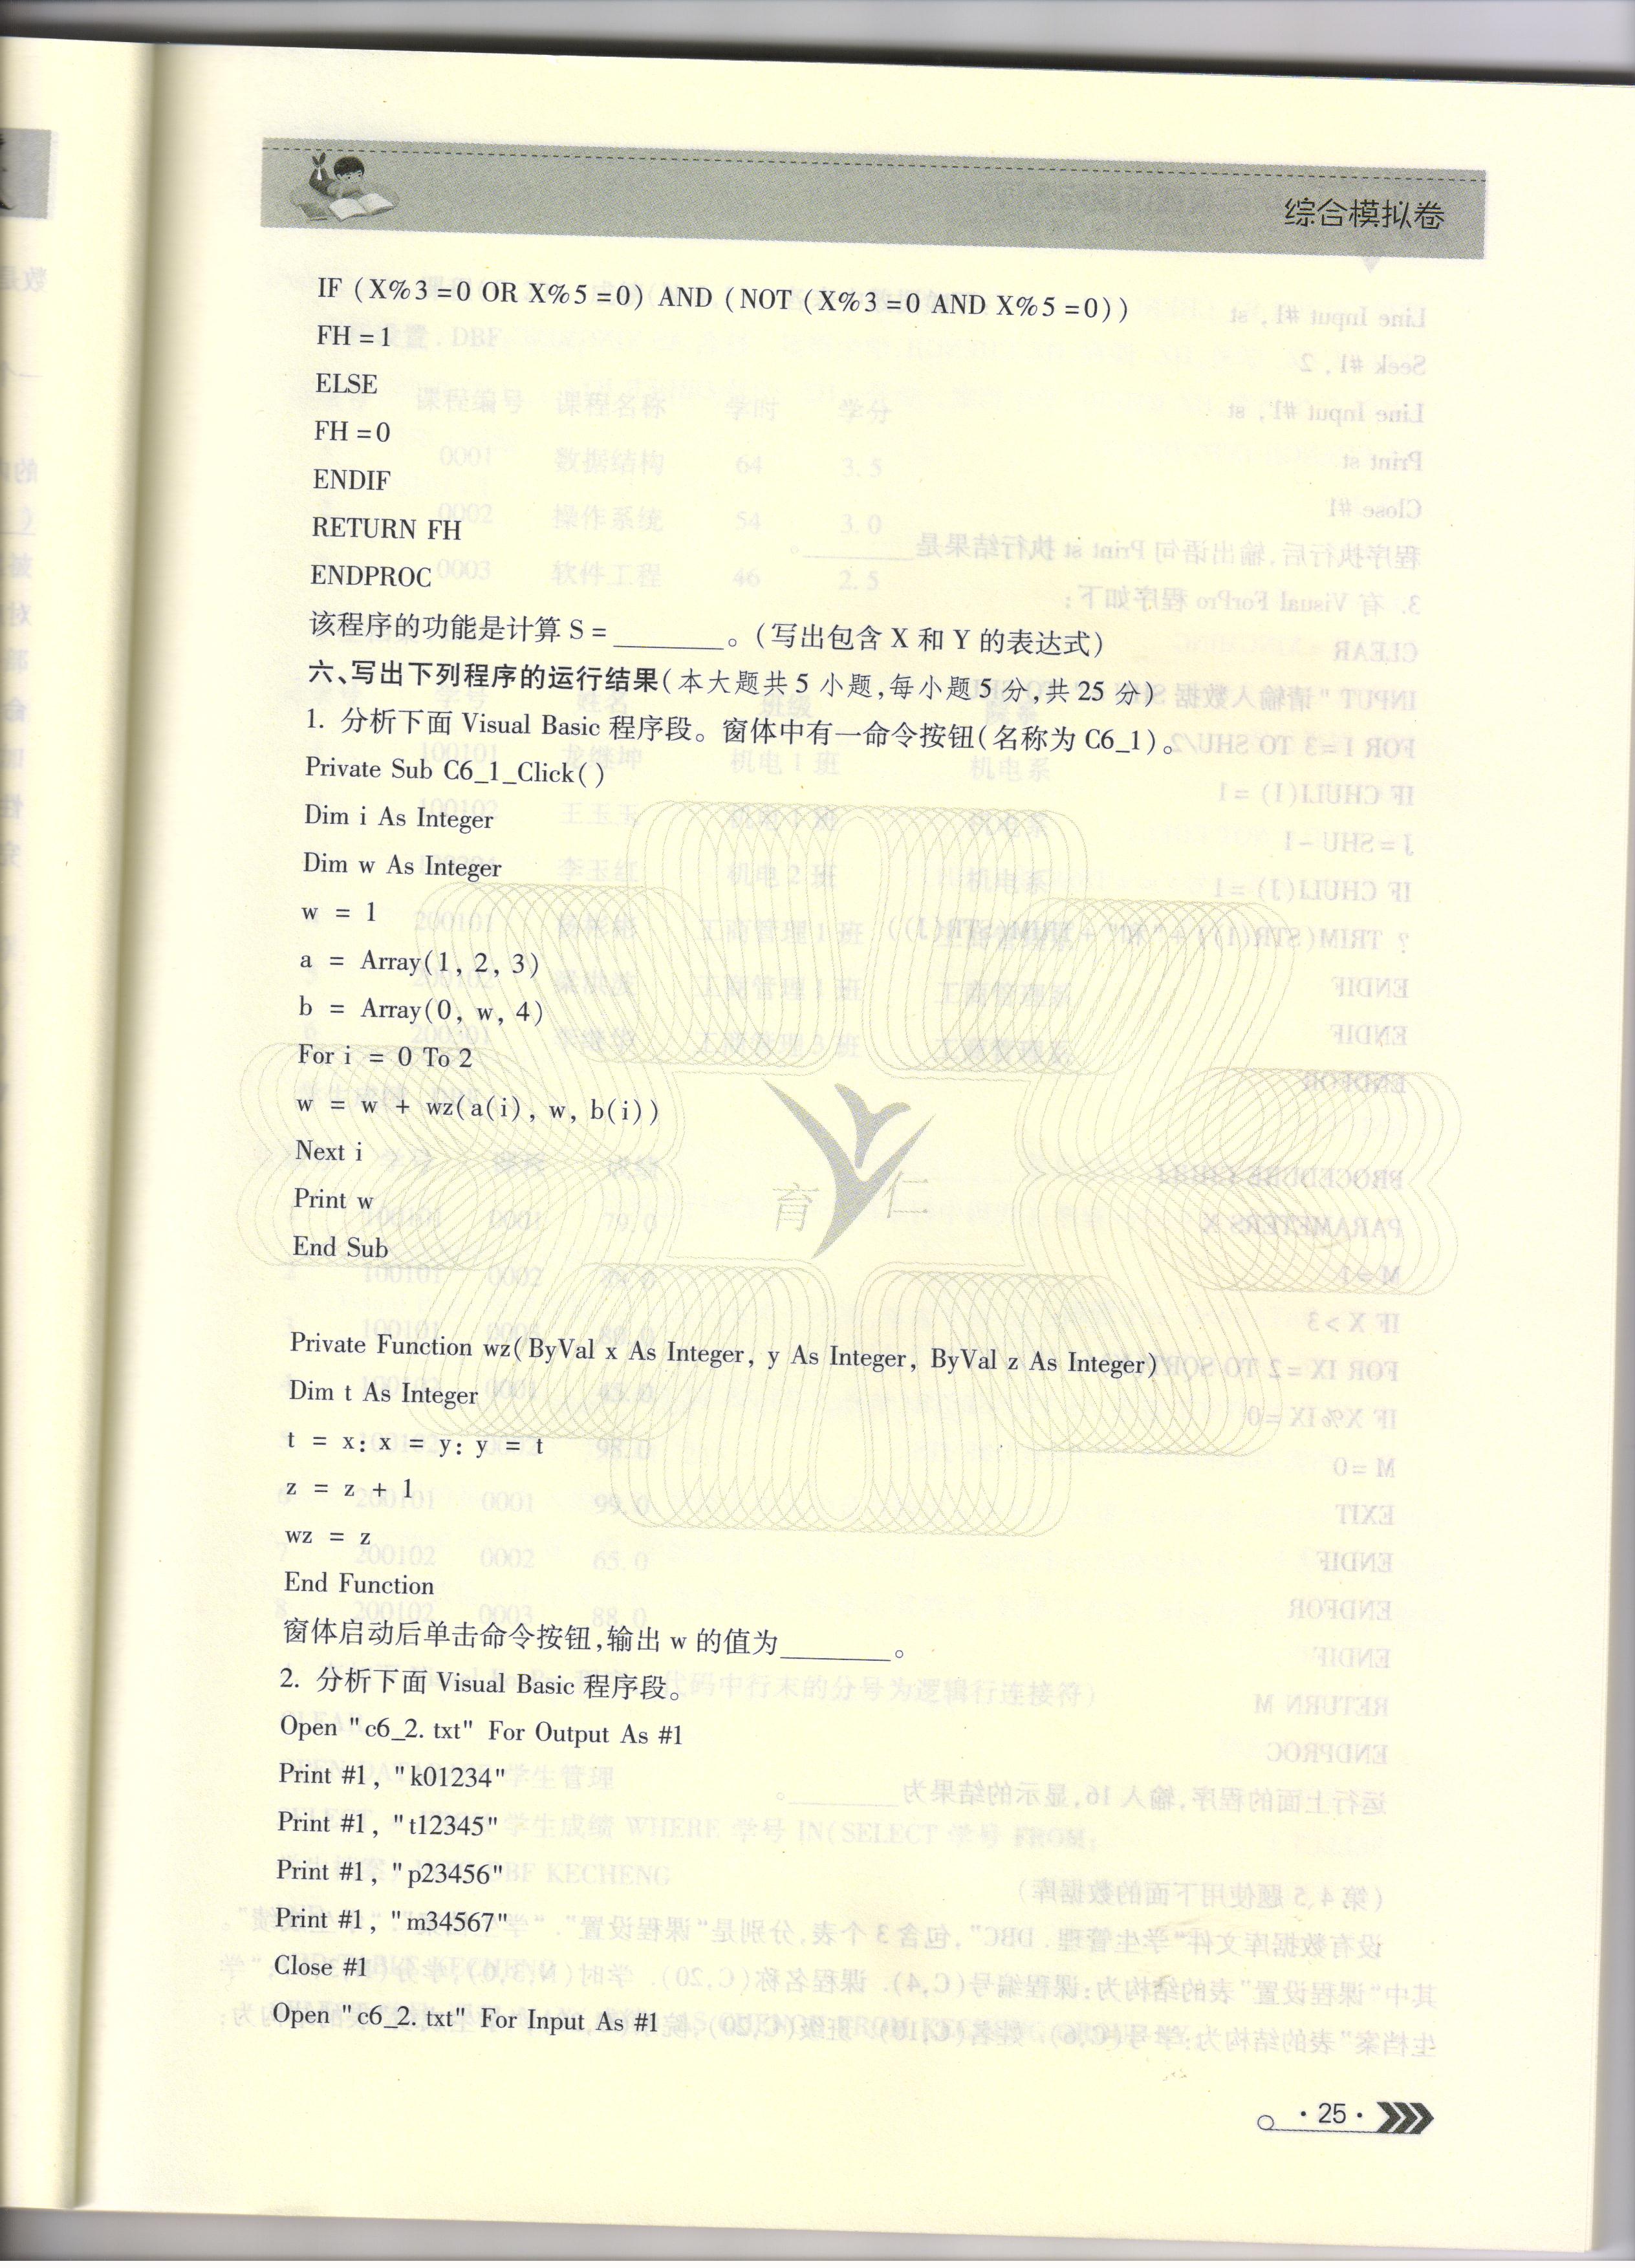 综合模拟卷
IF (X%3=0 OR X%5=0) AND (NOT (X%3=0 AND X%5=0))
FH=1
ELSE
FH=0
ENDIF
RETURN FH
ENDPROC
该程序的功能是计算 S=________。(写出包含 X 和 Y 的表达式)
六、写出下列程序的运行结果(本大题共 5 小题,每小题 5 分,共 25 分)
1. 分析下面 Visual Basic 程序段。窗体中有一命令按钮(名称为 C6_1)。
Private Sub C6_1_Click( )
Dim i As Integer
Dim w As Integer
w = 1
a = Array(1, 2, 3)
b = Array(0, w, 4)
For i = 0 To 2
w = w + wz(a(i), w, b(i))
Next i
Print w
End Sub
育 仁
Private Function wz(ByVal x As Integer, y As Integer, ByVal z As Integer)
Dim t As Integer
t = x: x = y: y = t
z = z + 1
wz = z
End Function
窗体启动后单击命令按钮,输出 w 的值为________。
2. 分析下面 Visual Basic 程序段。
Open "c6_2. txt" For Output As #1
Print #1, "k01234"
Print #1, "t12345"
Print #1, "p23456"
Print #1, "m34567"
Close #1
Open "c6_2. txt" For Input As #1
· 25 ·